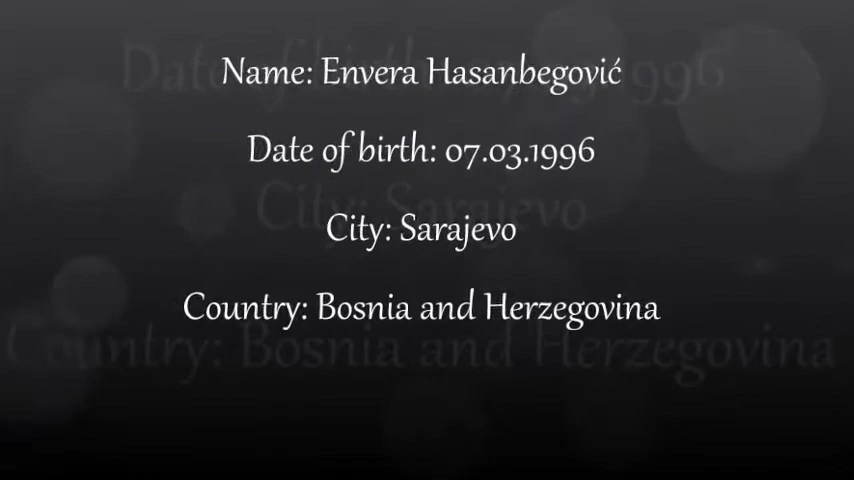 Name: Envera Hasanbegović
Date of birth: 07.03.1996
City: Sarajevo
Country: Bosnia and Herzegovina